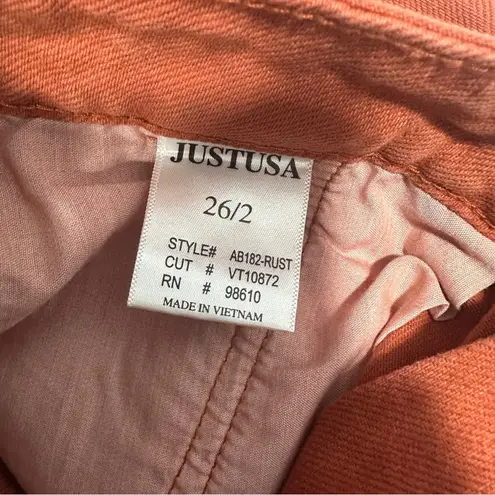 JUSTUSA
26/2
STYLE# AB182-RUST
CUT # VT10872
RN # 98610
MADE IN VIETNAM